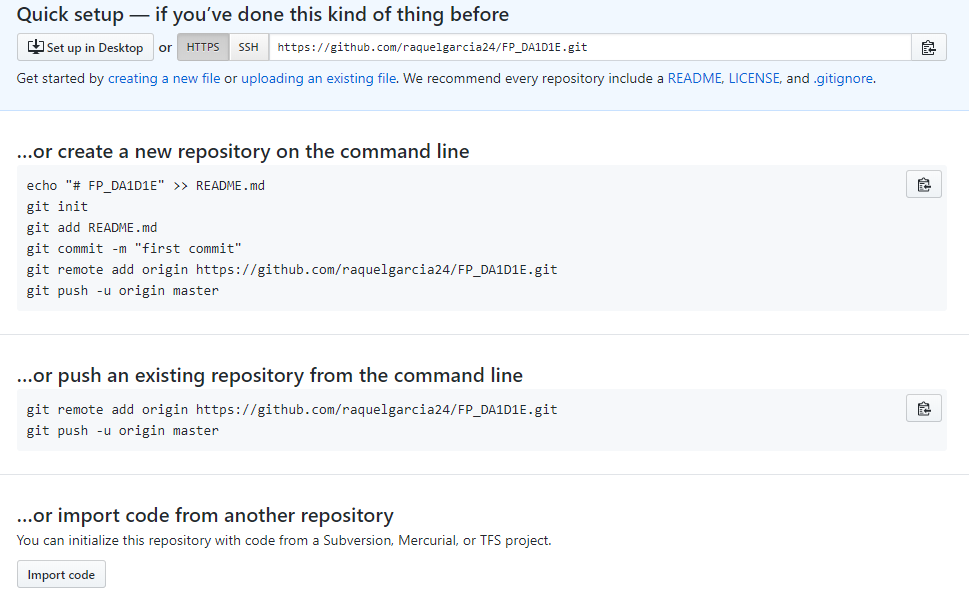 Quick setup — if you’ve done this kind of thing before
Set up in Desktop or HTTPS SSH https://github.com/raquelgarcia24/FP_DA1D1E.git
Get started by creating a new file or uploading an existing file. We recommend every repository include a README, LICENSE, and .gitignore.
…or create a new repository on the command line
echo "# FP_DA1D1E" >> README.md
git init
git add README.md
git commit -m "first commit"
git remote add origin https://github.com/raquelgarcia24/FP_DA1D1E.git
git push -u origin master
…or push an existing repository from the command line
git remote add origin https://github.com/raquelgarcia24/FP_DA1D1E.git
git push -u origin master
…or import code from another repository
You can initialize this repository with code from a Subversion, Mercurial, or TFS project.
Import code